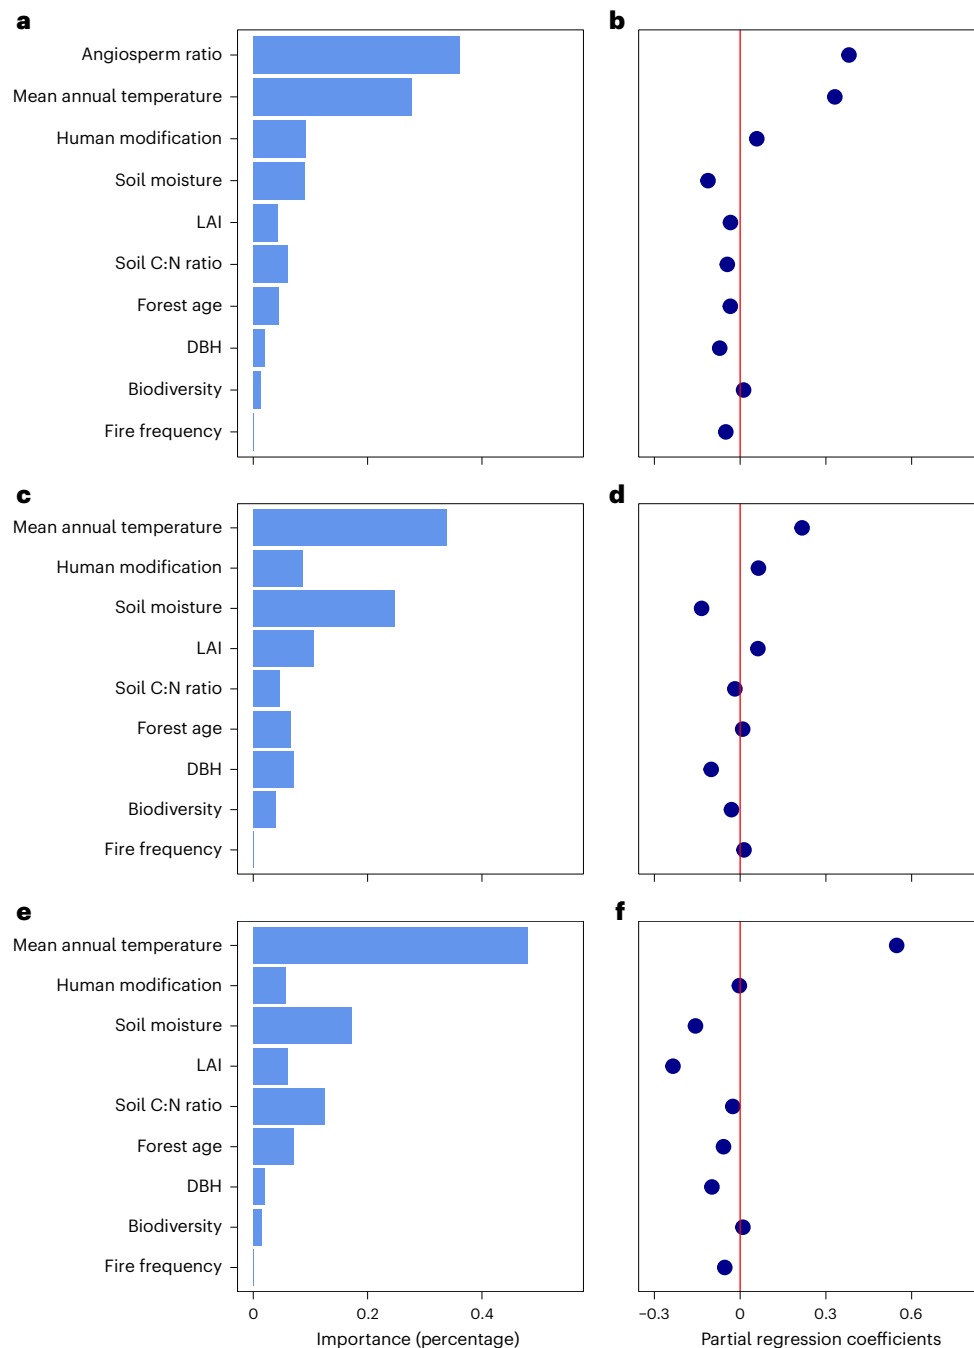 a
b
Angiosperm ratio
Mean annual temperature
Human modification
Soil moisture
LAI
Soil C:N ratio
Forest age
DBH
Biodiversity
Fire frequency
c
d
Mean annual temperature
Human modification
Soil moisture
LAI
Soil C:N ratio
Forest age
DBH
Biodiversity
Fire frequency
e
f
Mean annual temperature
Human modification
Soil moisture
LAI
Soil C:N ratio
Forest age
DBH
Biodiversity
Fire frequency
0 0.2 0.4
Importance (percentage)
−0.3 0 0.3 0.6
Partial regression coefficients